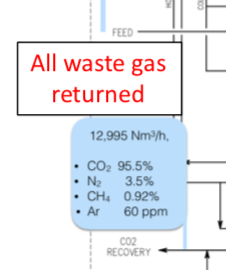 FEED
All waste gas
returned
12,995 Nm³/h,
• CO₂ 95.5%
• N₂ 3.5%
• CH₄ 0.92%
• Ar 60 ppm
CO2
RECOVERY